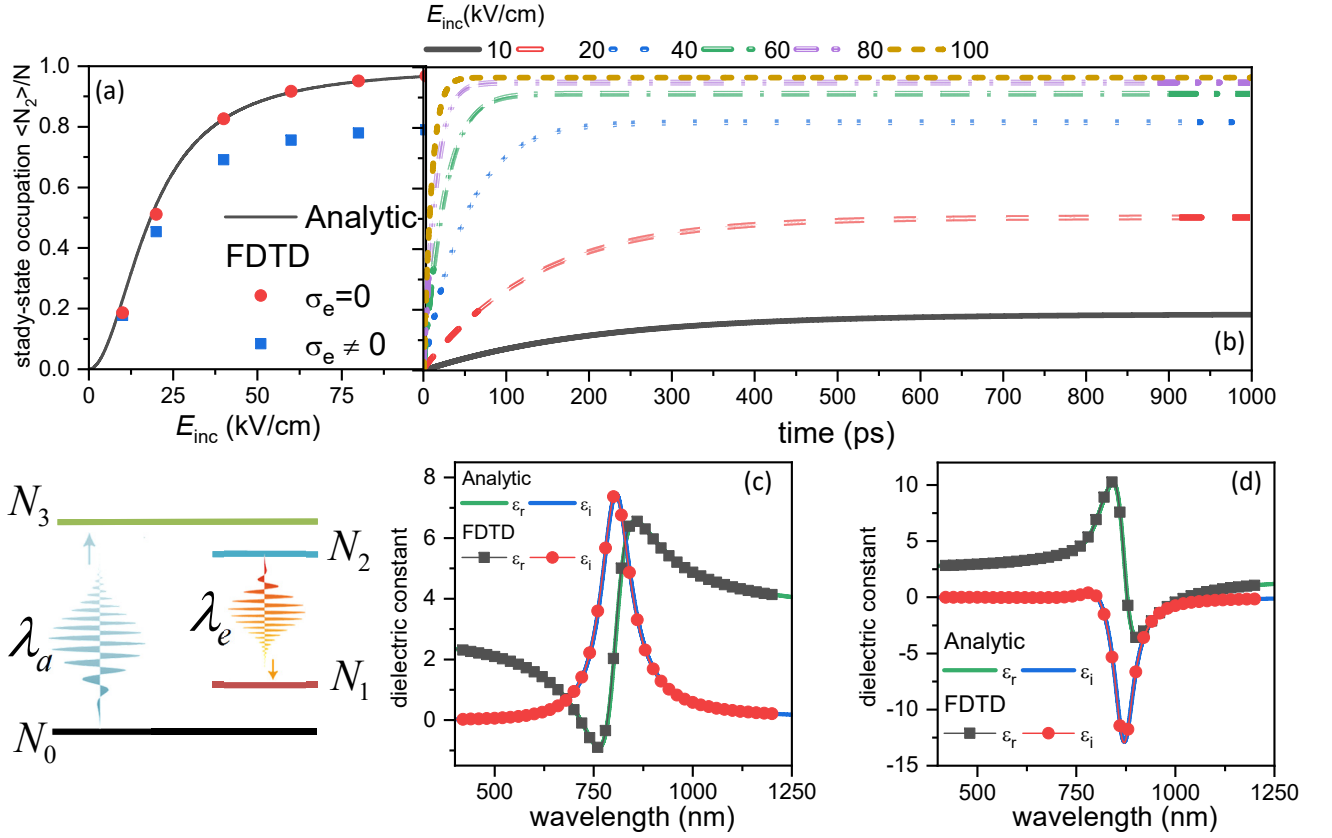 E_inc(kV/cm)
10 20 40 60 80 100
(a)
stady-state occupation <N₂>/N
1.0
0.8
0.6
0.4
0.2
0.0
Analytic
FDTD
σ_e=0
σ_e ≠ 0
0 25 50 75
E_inc (kV/cm)
(b)
0 100 200 300 400 500 600 700 800 900 1000
time (ps)
N₃
N₂
λ_a
λ_e
N₁
N₀
(c)
dielectric constant
8
6
4
2
0
Analytic
ε_r ε_i
FDTD
ε_r ε_i
500 750 1000 1250
wavelength (nm)
(d)
dielectric constant
10
5
0
-5
-10
-15
Analytic
ε_r ε_i
FDTD
ε_r ε_i
500 750 1000 1250
wavelength (nm)